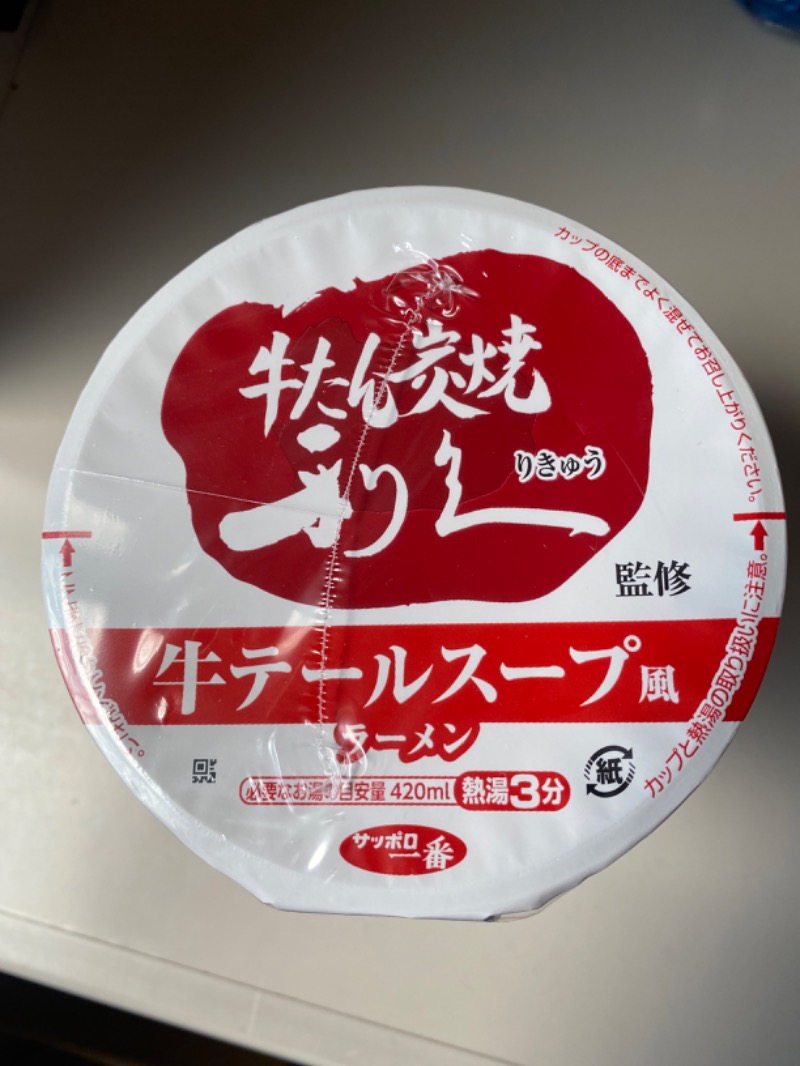 カップの底までよく混ぜてお召し上がりください。
牛たん炭焼
利久
りきゅう
監修
牛テールスープ風
ラーメン
必要なお湯の目安量 420ml
熱湯3分
紙
カップと熱湯の取り扱いに注意。
サッポロ一番